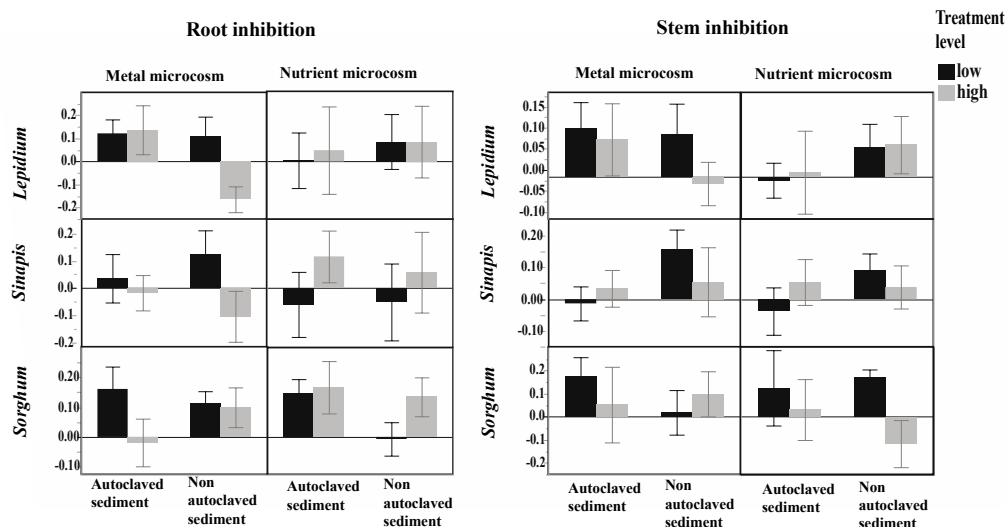 Root inhibition
Stem inhibition
Treatment
level
low
high
Metal microcosm
Nutrient microcosm
Metal microcosm
Nutrient microcosm
Lepidium
0.2
0.1
0.0
-0.1
-0.2
Sinapis
0.2
0.1
0.0
-0.1
-0.2
Sorghum
0.20
0.10
0.00
-0.10
Autoclaved
sediment
Non
autoclaved
sediment
Autoclaved
sediment
Non
autoclaved
sediment
Lepidium
0.15
0.10
0.05
0.00
-0.05
-0.10
Sinapis
0.20
0.10
0.00
-0.10
Sorghum
0.2
0.1
0.0
-0.1
-0.2
Autoclaved
sediment
Non
autoclaved
sediment
Autoclaved
sediment
Non
autoclaved
sediment